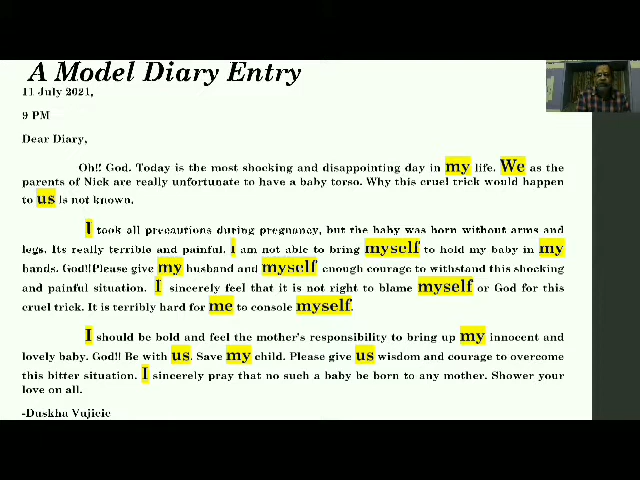 A Model Diary Entry
11 July 2021,
9 PM
Dear Diary,
Oh!! God. Today is the most shocking and disappointing day in my life. We as the
parents of Nick are really unfortunate to have a baby torso. Why this cruel trick would happen
to us is not known.
I took all precautions during pregnancy, but the baby was born without arms and
legs. Its really terrible and painful. I am not able to bring myself to hold my baby in my
hands. God!!Please give my husband and myself enough courage to withstand this shocking
and painful situation. I sincerely feel that it is not right to blame myself or God for this
cruel trick. It is terribly hard for me to console myself.
I should be bold and feel the mother's responsibility to bring up my innocent and
lovely baby. God!! Be with us. Save my child. Please give us wisdom and courage to overcome
this bitter situation. I sincerely pray that no such a baby be born to any mother. Shower your
love on all.
-Duskha Vujicic